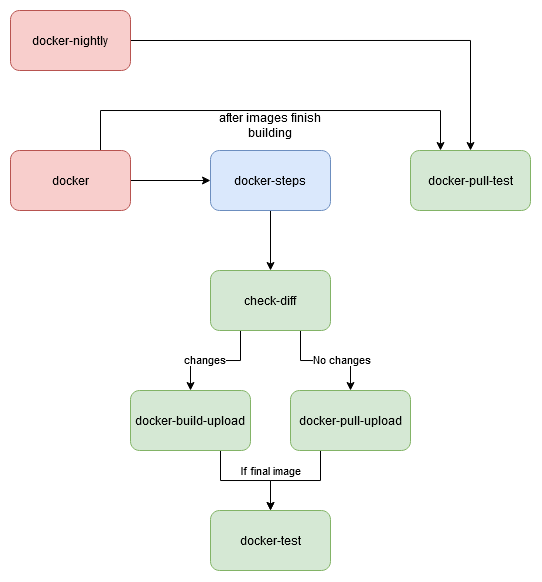 docker-nightly
after images finish
building
docker
docker-steps
docker-pull-test
check-diff
changes
No changes
docker-build-upload
docker-pull-upload
If final image
docker-test